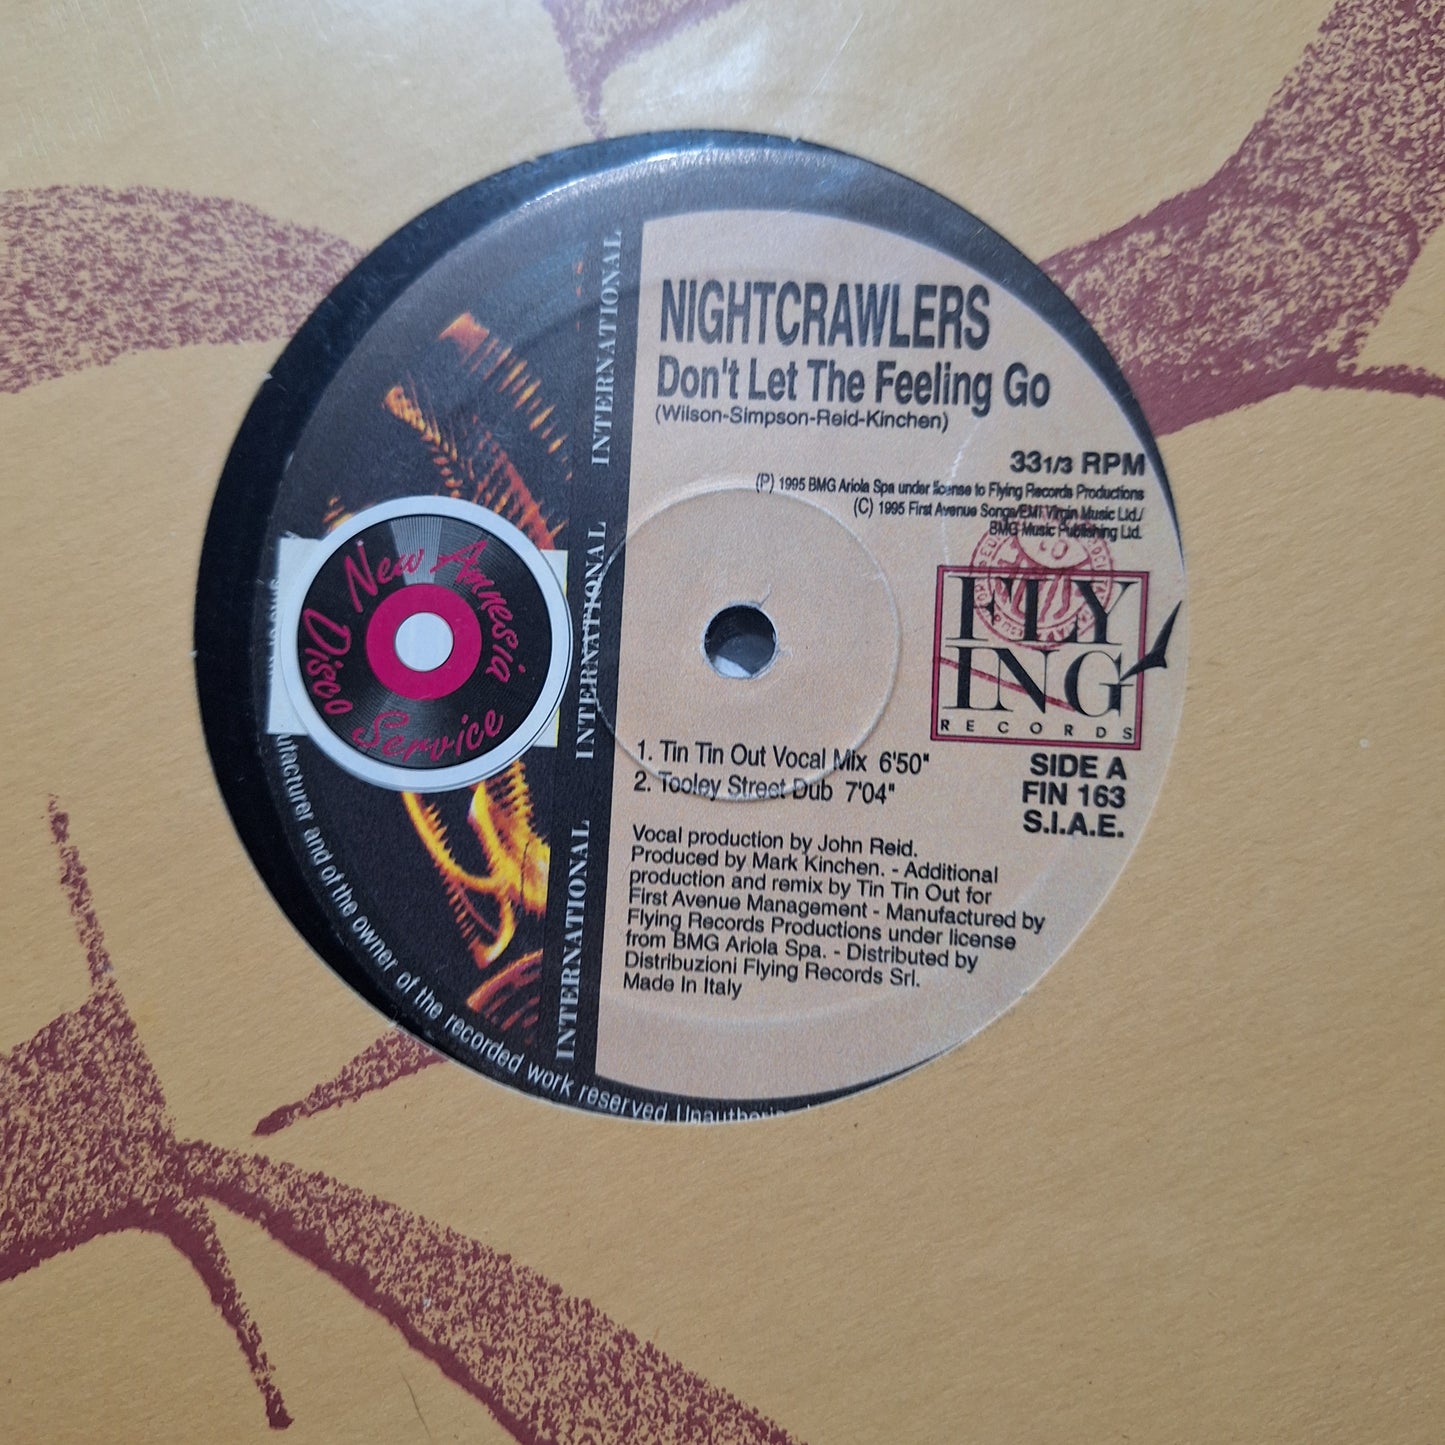 NIGHTCRAWLERS
Don't Let The Feeling Go
(Wilson-Simpson-Reid-Kinchen)
33 1/3 RPM
(P) 1995 BMG Ariola Spa under license to Flying Records Productions
(C) 1995 First Avenue Songs/EMI Virgin Music Ltd./
BMG Music Publishing Ltd.
FLY
ING
RECORDS
SIDE A
FIN 163
S.I.A.E.
1. Tin Tin Out Vocal Mix 6'50"
2. Tooley Street Dub 7'04"
Vocal production by John Reid.
Produced by Mark Kinchen. - Additional
production and remix by Tin Tin Out for
First Avenue Management - Manufactured by
Flying Records Productions under license
from BMG Ariola Spa. - Distributed by
Distribuzioni Flying Records Srl.
Made In Italy
INTERNATIONAL
INTERNATIONAL
INTERNATIONAL
New Amnesia
Disco
Service
and of the owner of the recorded work reserved.